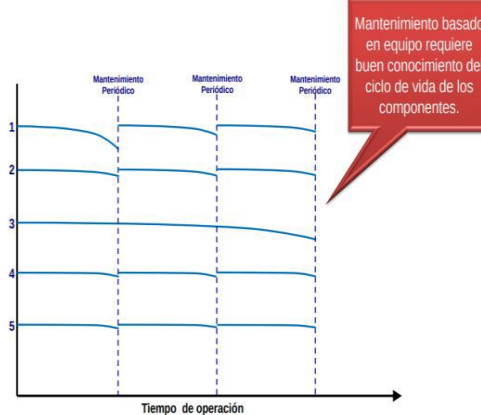 Mantenimiento basado
en equipo requiere
buen conocimiento del
ciclo de vida de los
componentes.
Mantenimiento
Periódico
Mantenimiento
Periódico
Mantenimiento
Periódico
1
2
3
4
5
Tiempo de operación